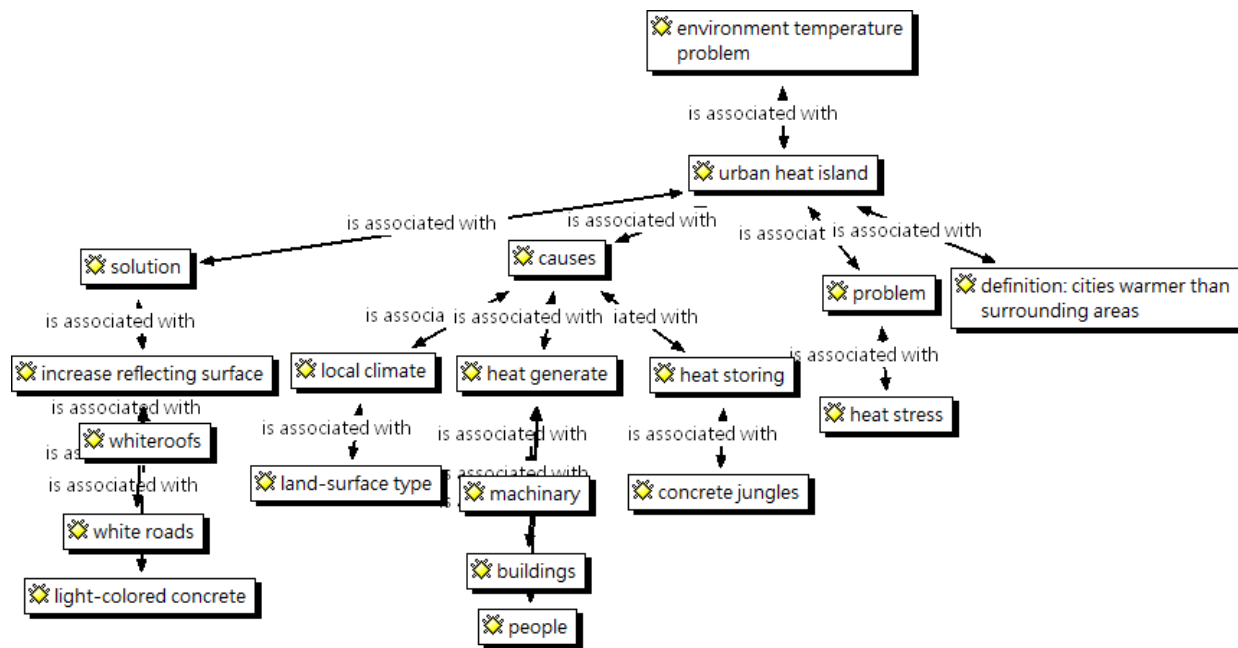 environment temperature
problem
is associated with
urban heat island
is associated with
is associated with
is associat
is associated with
solution
causes
problem
definition: cities warmer than
surrounding areas
is associated with
is associa
is associated with
iated with
is associated with
increase reflecting surface
local climate
heat generate
heat storing
heat stress
is associated with
whiteroofs
is as
is associated with
is associated with
is associated with
is associated with
associated
land-surface type
machinary
concrete jungles
white roads
buildings
light-colored concrete
people